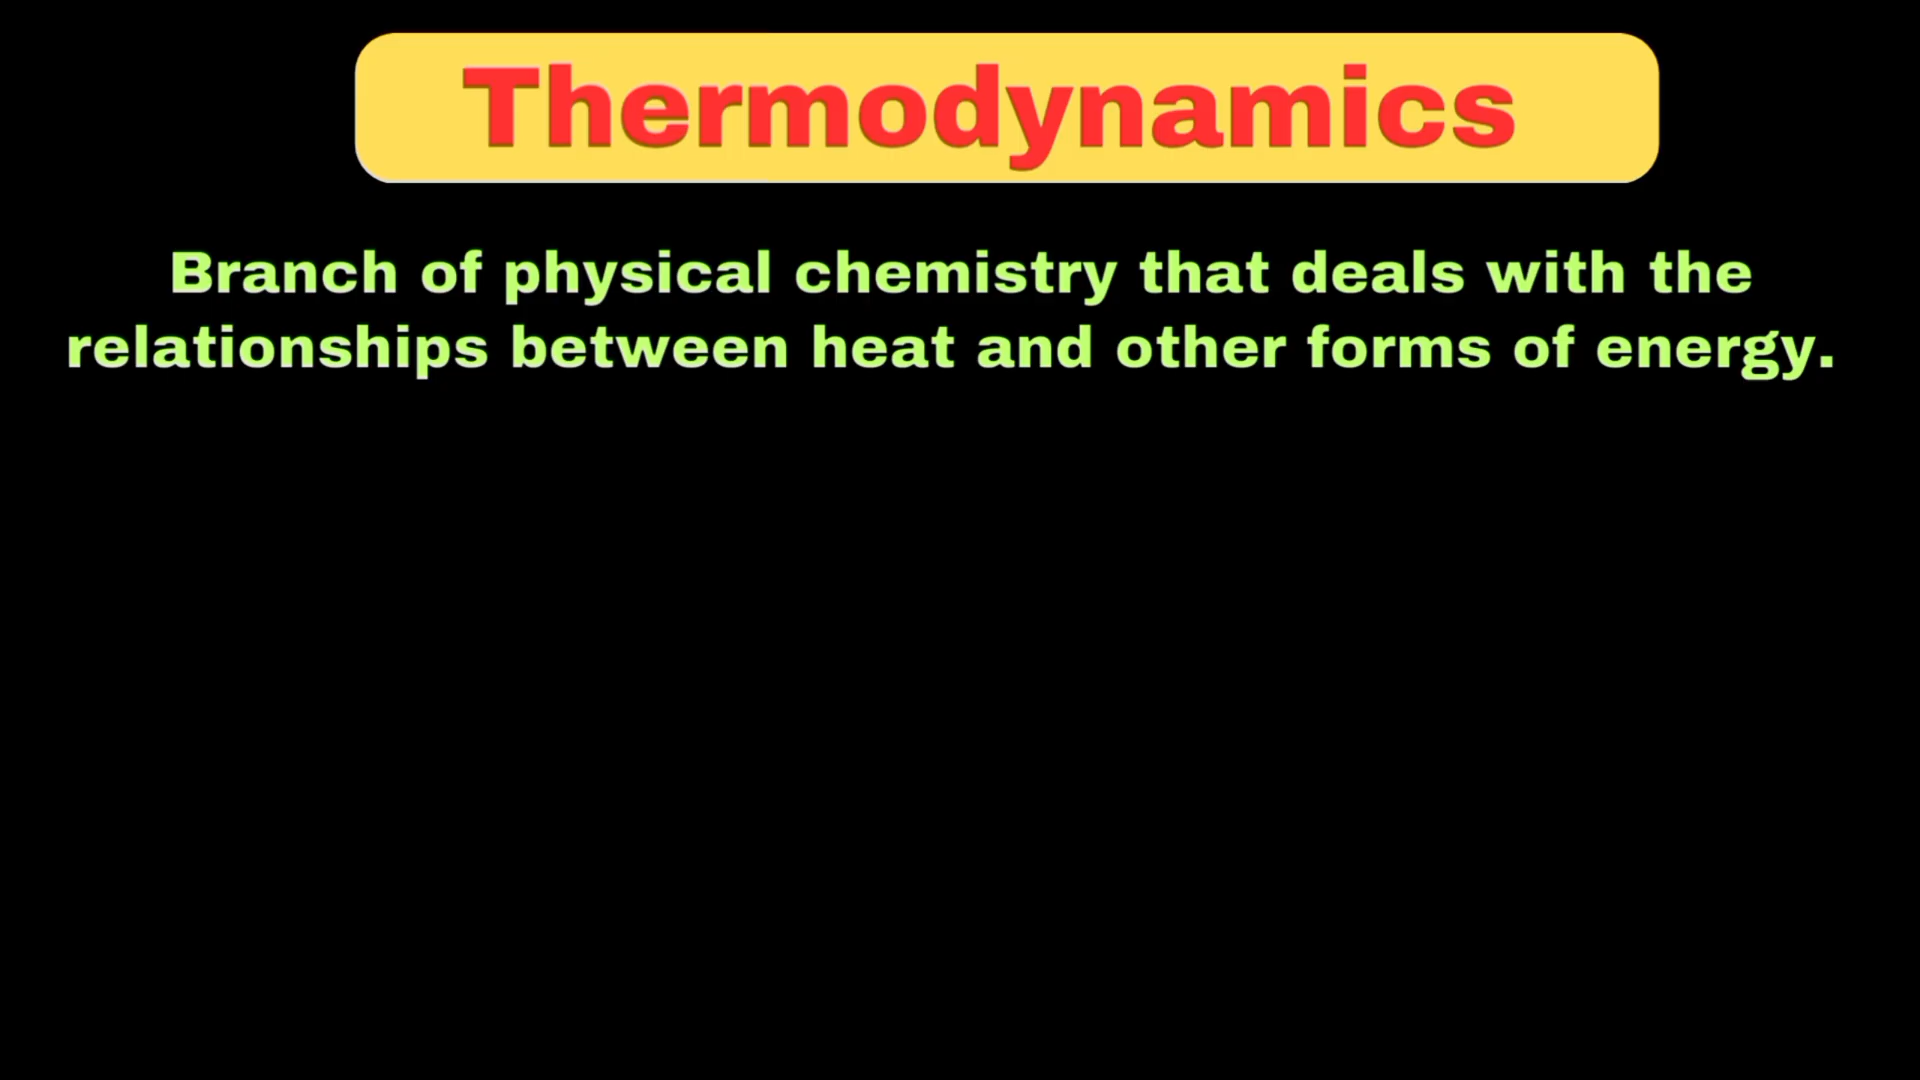 Thermodynamics
Branch of physical chemistry that deals with the
relationships between heat and other forms of energy.